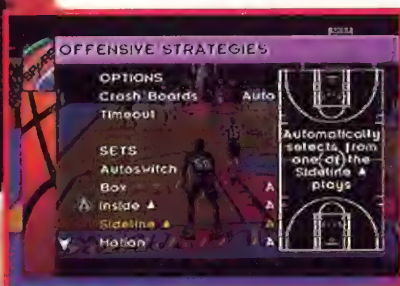 OFFENSIVE STRATEGIES
OPTIONS
Crash Boards Auto
Timeout
SETS
Autoswitch
Box A
Inside ▲ A
Sideline ▲ A
Motion A
Automatically
selects from
one of the
Sideline ▲
plays